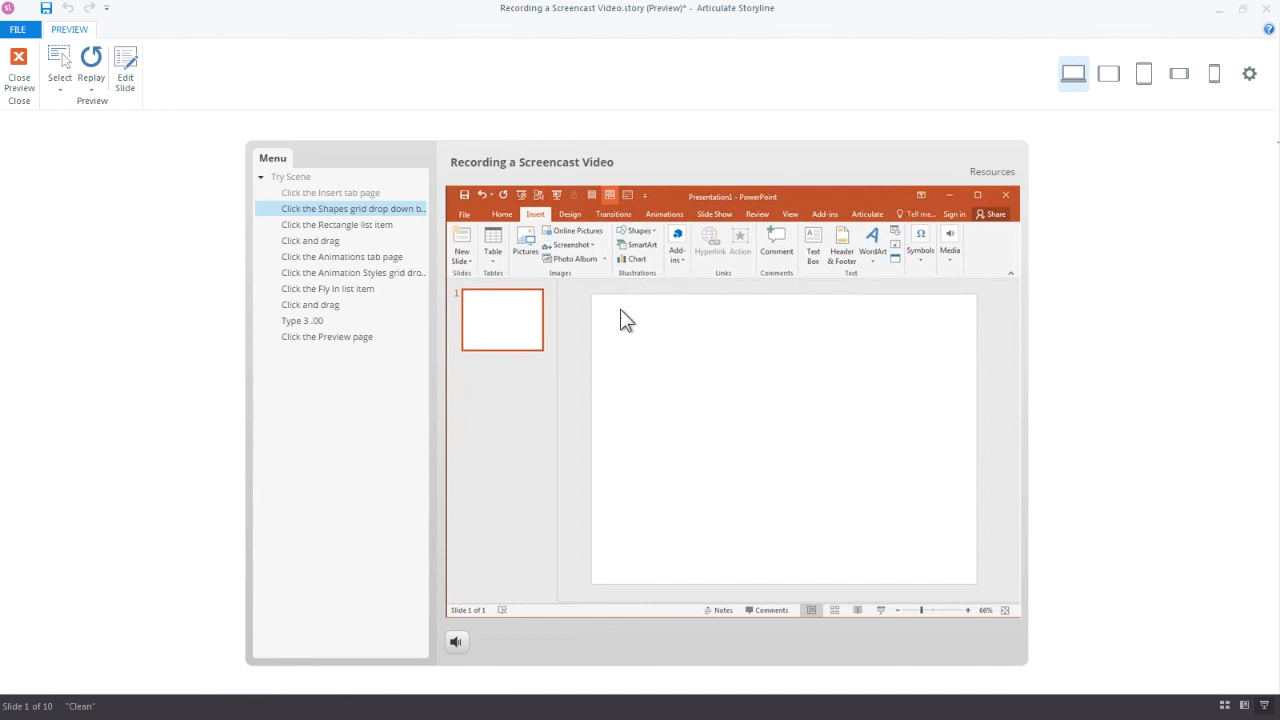 Recording a Screencast Video.story (Preview)* - Articulate Storyline
FILE
PREVIEW
Close Preview
Select
Replay
Edit Slide
Close
Preview
Menu
Try Scene
Click the Insert tab page
Click the Shapes grid drop down b..
Click the Rectangle list item
Click and drag
Click the Animations tab page
Click the Animation Styles grid dro..
Click the Fly In list item
Click and drag
Type 3 .00
Click the Preview page
Recording a Screencast Video
Resources
Presentation1 - PowerPoint
File
Home
Insert
Design
Transitions
Animations
Slide Show
Review
View
Add-ins
Articulate
Tell me...
Sign in
Share
New Slide
Table
Pictures
Online Pictures
Screenshot
Photo Album
Shapes
SmartArt
Chart
Add-ins
Hyperlink
Action
Comment
Text Box
Header & Footer
WordArt
Symbols
Media
Slides
Tables
Images
Illustrations
Links
Comments
Text
1
Slide 1 of 1
Notes
Comments
66%
Slide 1 of 10
"Clean"